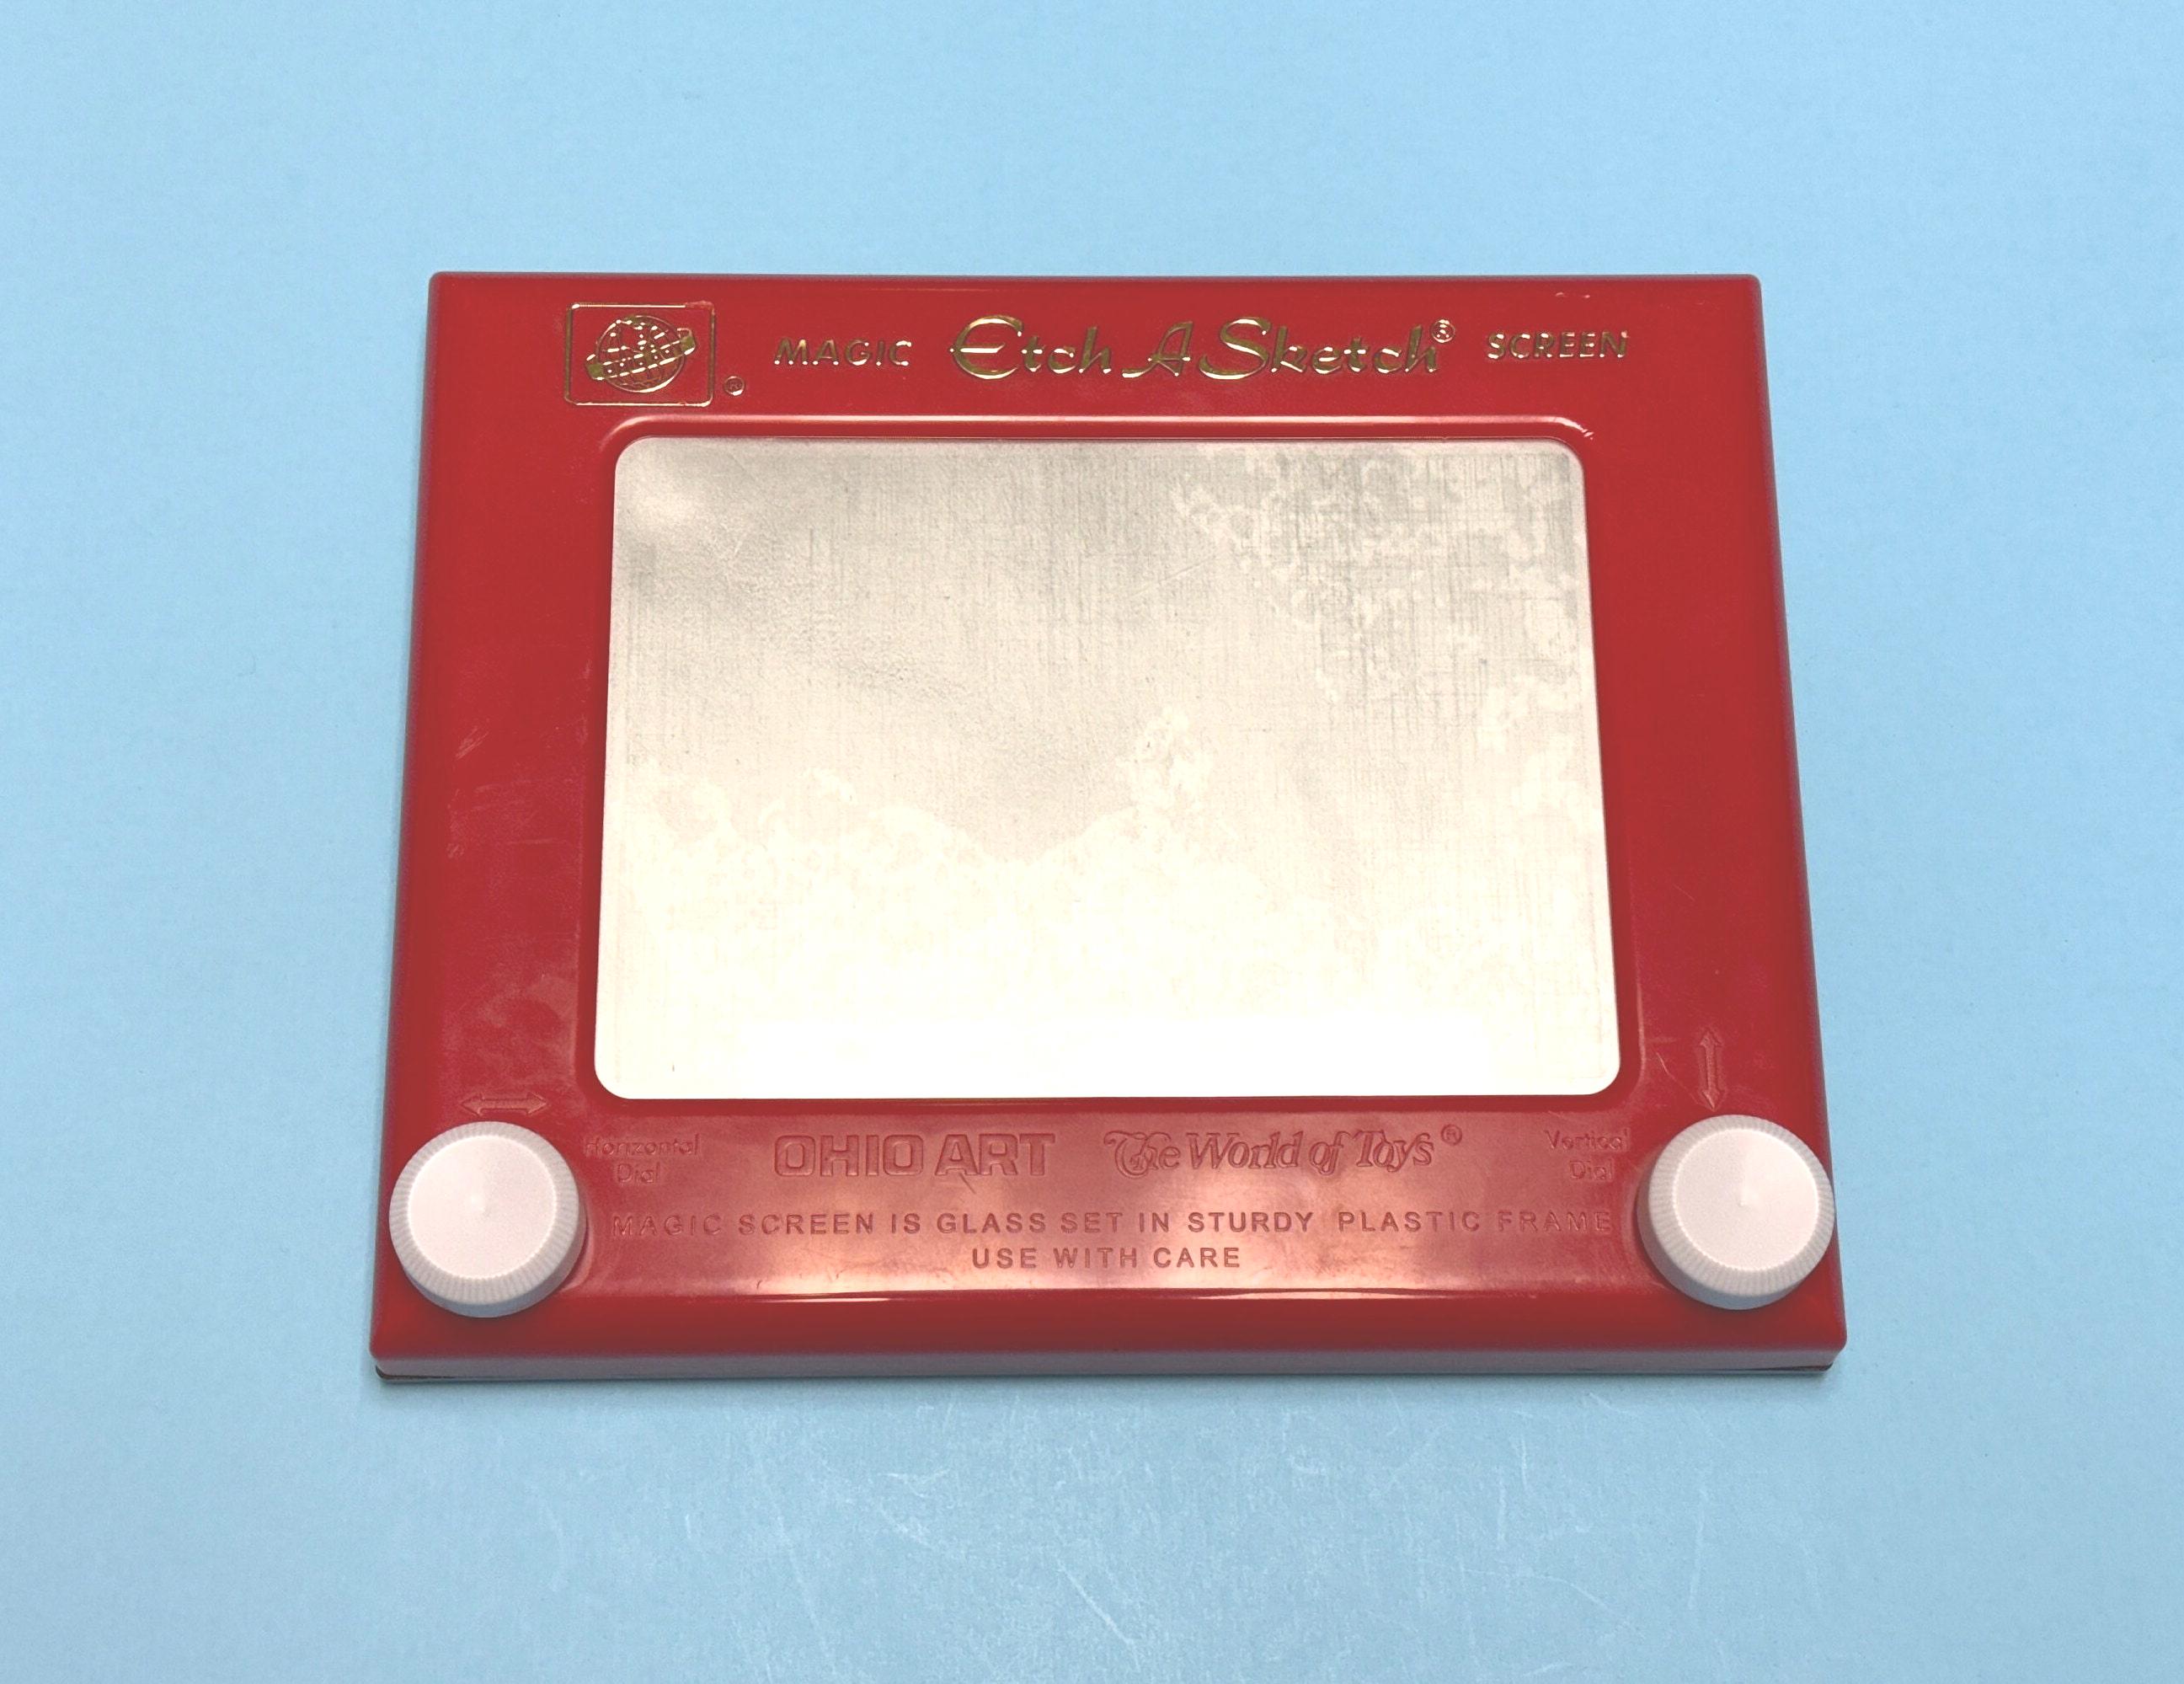 MAGIC Etch A Sketch® SCREEN
®
Horizontal
Dial
OHIO ART The World of Toys®
Vertical
Dial
MAGIC SCREEN IS GLASS SET IN STURDY PLASTIC FRAME
USE WITH CARE